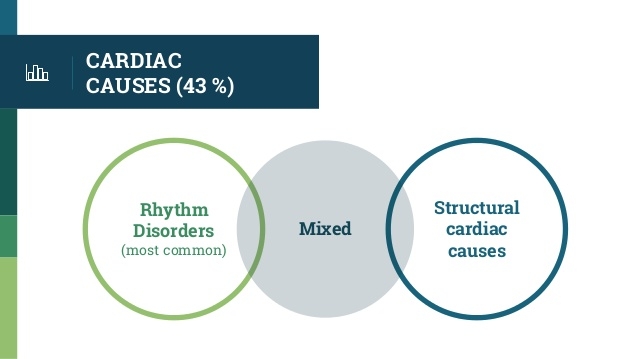 CARDIAC
CAUSES (43 %)
Rhythm
Disorders
(most common)
Mixed
Structural
cardiac
causes